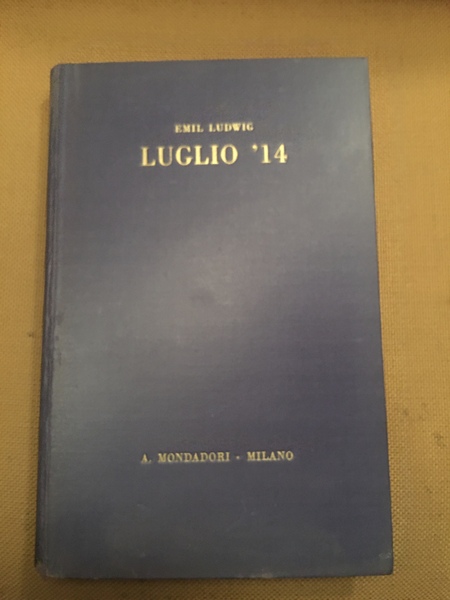 EMIL LUDWIG
LUGLIO '14
A. MONDADORI - MILANO